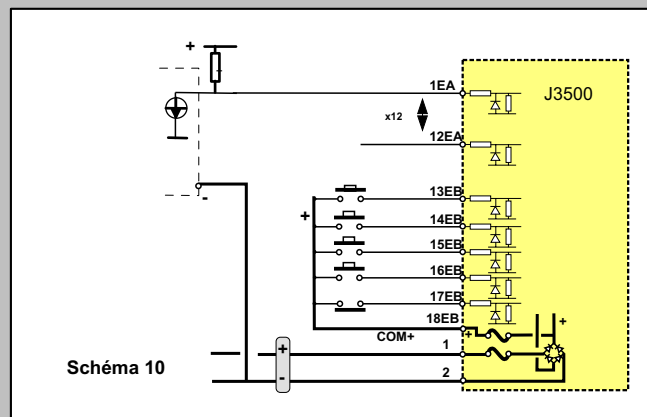 +
1EA
J3500
x12
12EA
-
13EB
+
14EB
15EB
16EB
17EB
18EB
+
COM+
+
1
+
Schéma 10
-
2